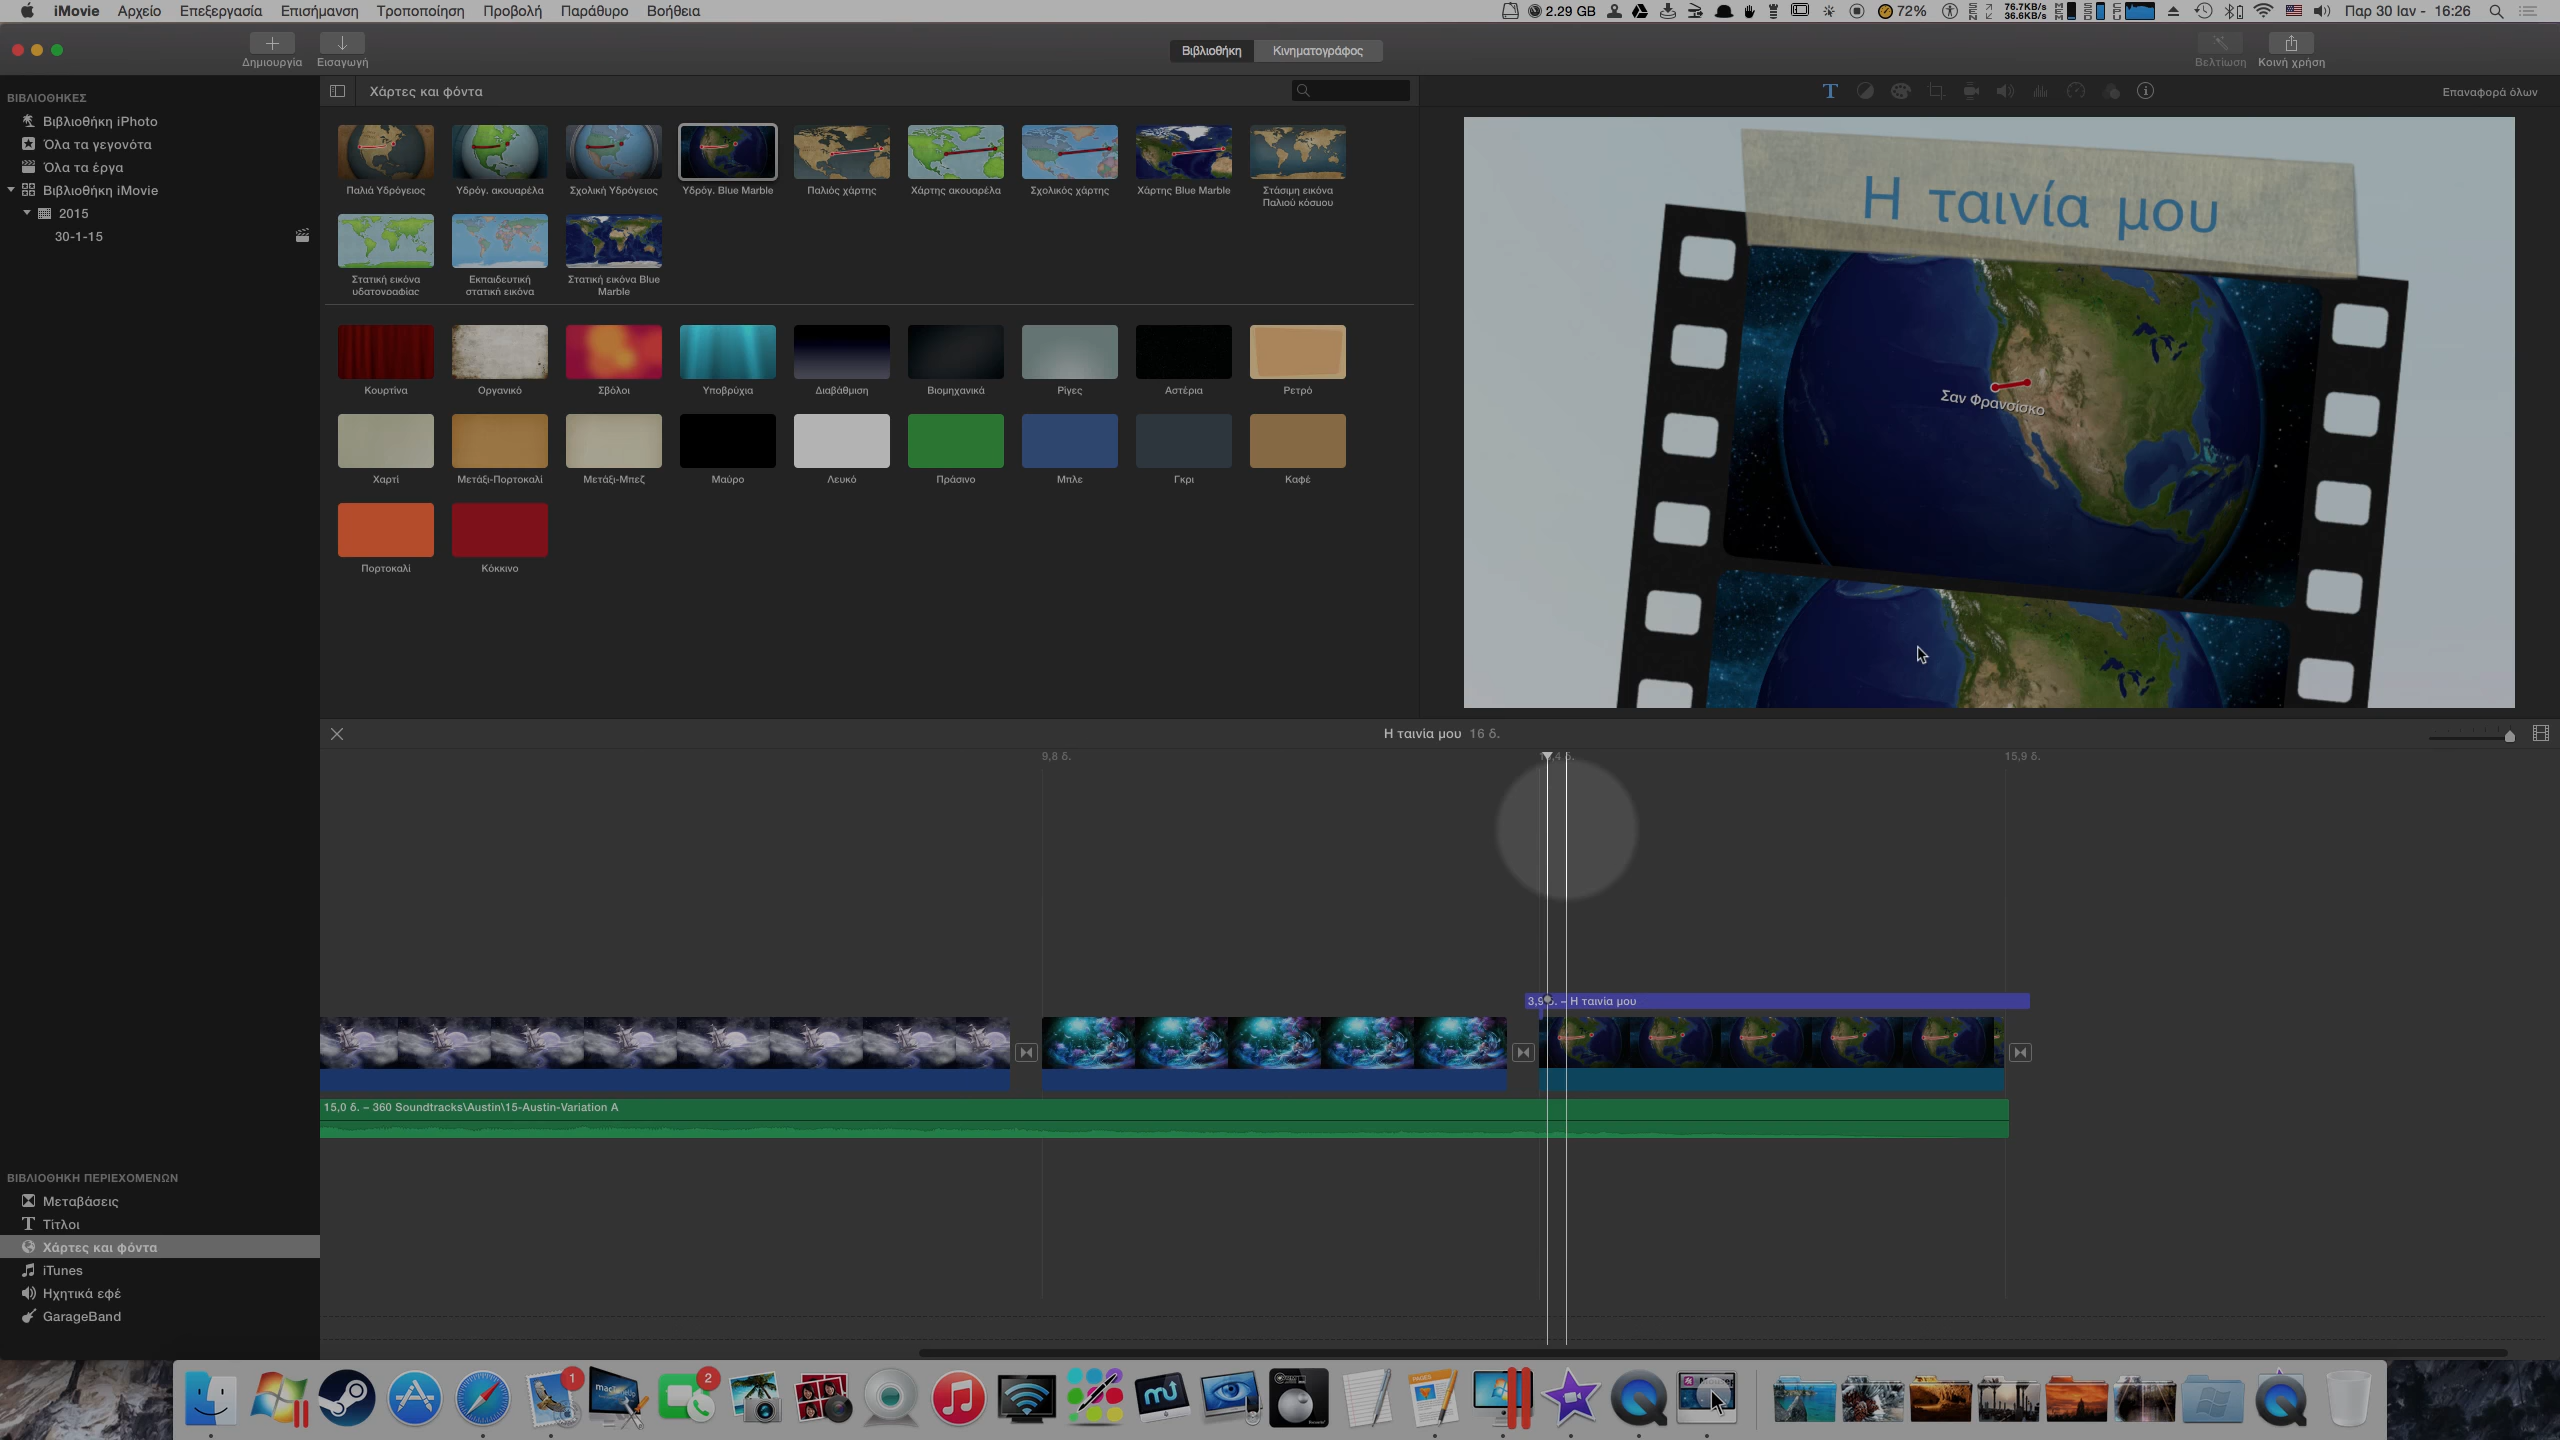 iMovie Αρχείο Επεξεργασία Επισήμανση Τροποποίηση Προβολή Παράθυρο Βοήθεια 2.29 GB 72% 76.7KB/s 36.6KB/s Παρ 30 Ιαν - 16:26
Δημιουργία Εισαγωγή Βιβλιοθήκη Κινηματογράφος Βελτίωση Κοινή χρήση
ΒΙΒΛΙΟΘΗΚΕΣ
Βιβλιοθήκη iPhoto
Όλα τα γεγονότα
Όλα τα έργα
Βιβλιοθήκη iMovie
2015
30-1-15
Χάρτες και φόντα
Επαναφορά όλων
Παλιά Υδρόγειος Υδρόγ. ακουαρέλα Σχολική Υδρόγειος Υδρόγ. Blue Marble Παλιός χάρτης Χάρτης ακουαρέλα Σχολικός χάρτης Χάρτης Blue Marble Στάσιμη εικόνα
Παλιού κόσμου
Στατική εικόνα Εκπαιδευτική Στατική εικόνα Blue
υδατογραφίας στατική εικόνα Marble
Κουρτίνα Οργανικό Σβόλοι Υποβρύχια Διαβάθμιση Βιομηχανικά Ρίγες Αστέρια Ρετρό
Χαρτί Μετάξι-Πορτοκαλί Μετάξι-Μπεζ Μαύρο Λευκό Πράσινο Μπλε Γκρι Καφέ
Πορτοκαλί Κόκκινο
Η ταινία μου
Σαν Φρανσίσκο
Η ταινία μου 16 δ.
9,8 δ. 15,9 δ.
– Η ταινία μου
15,0 δ. – 360 Soundtracks\Austin\15-Austin-Variation A
ΒΙΒΛΙΟΘΗΚΗ ΠΕΡΙΕΧΟΜΕΝΩΝ
Μεταβάσεις
Τίτλοι
Χάρτες και φόντα
iTunes
Ηχητικά εφέ
GarageBand
1 2